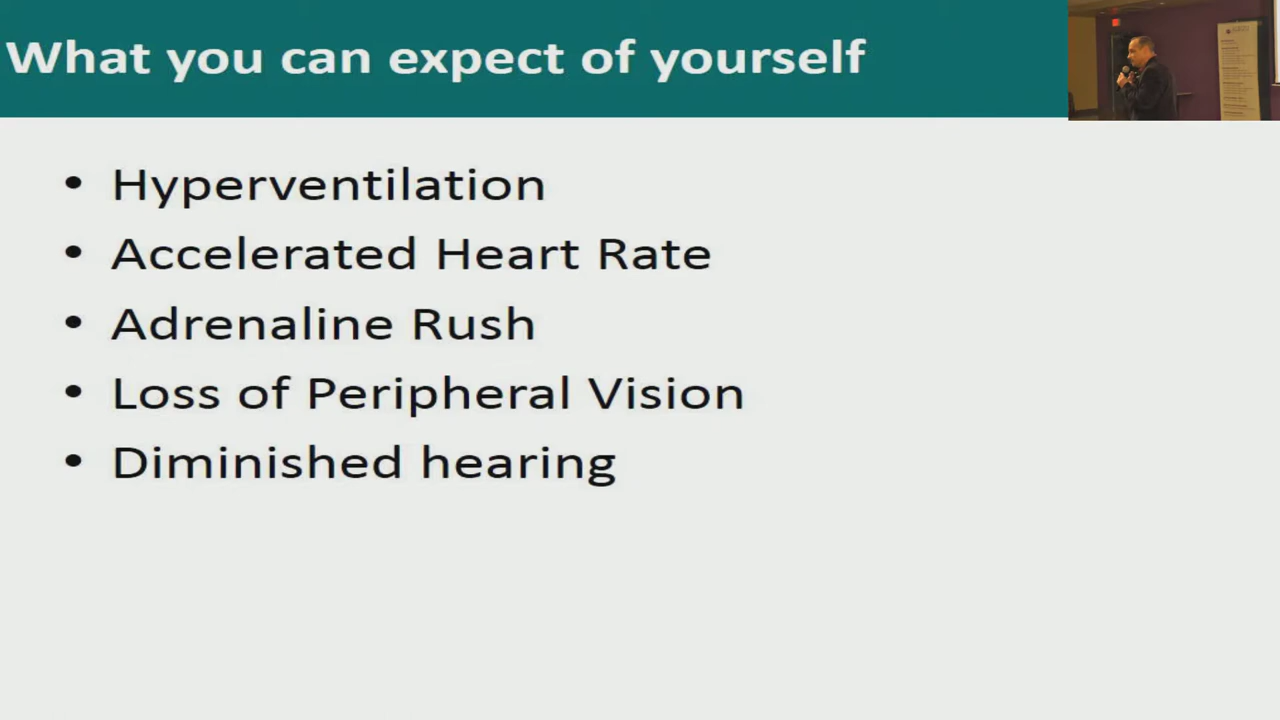 What you can expect of yourself
• Hyperventilation
• Accelerated Heart Rate
• Adrenaline Rush
• Loss of Peripheral Vision
• Diminished hearing